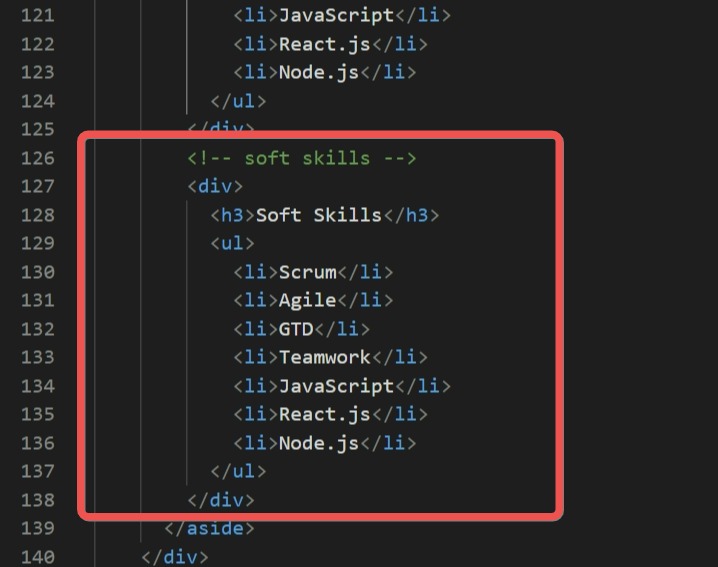 121 <li>JavaScript</li>
122 <li>React.js</li>
123 <li>Node.js</li>
124 </ul>
125 </div>
126 <!-- soft skills -->
127 <div>
128 <h3>Soft Skills</h3>
129 <ul>
130 <li>Scrum</li>
131 <li>Agile</li>
132 <li>GTD</li>
133 <li>Teamwork</li>
134 <li>JavaScript</li>
135 <li>React.js</li>
136 <li>Node.js</li>
137 </ul>
138 </div>
139 </aside>
140 </div>